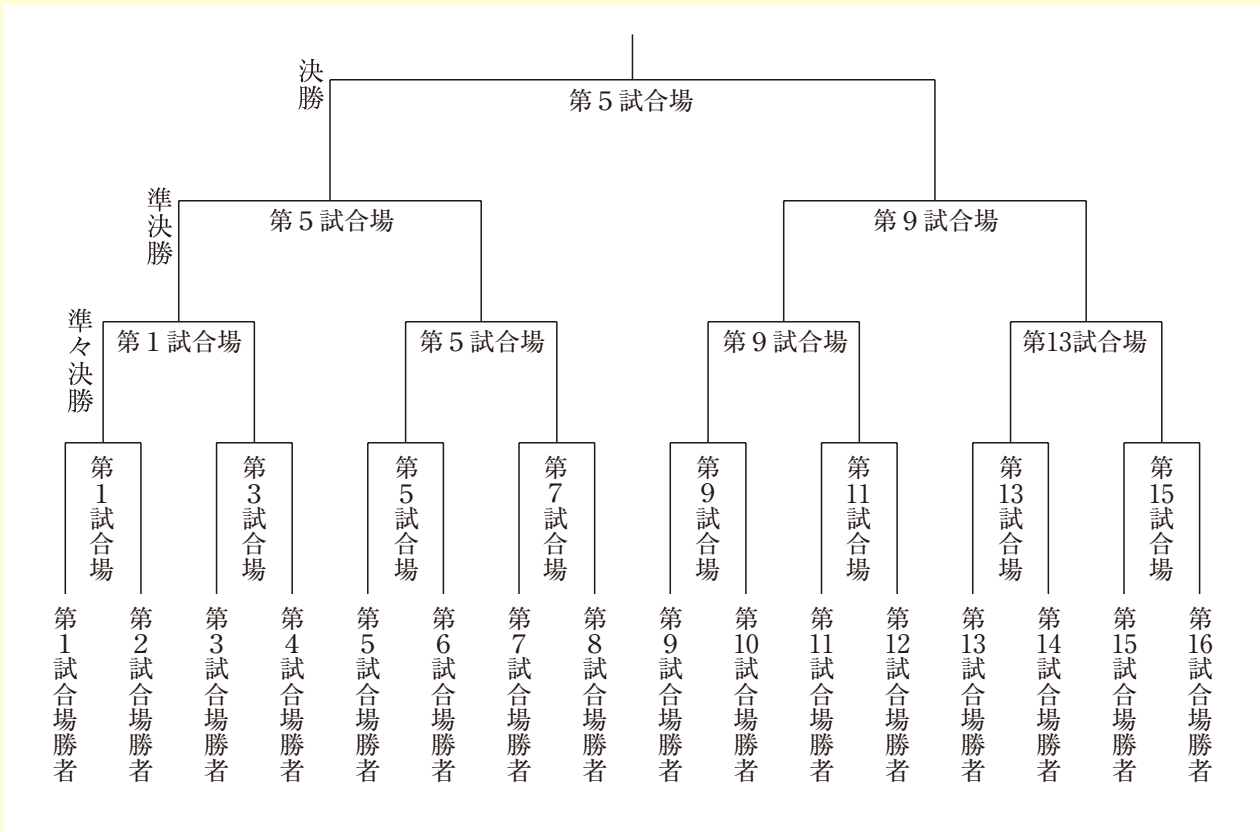 決勝
第5試合場
準決勝
第5試合場
第9試合場
準々決勝
第1試合場
第5試合場
第9試合場
第13試合場
第1試合場
第3試合場
第5試合場
第7試合場
第9試合場
第11試合場
第13試合場
第15試合場
第1試合場勝者
第2試合場勝者
第3試合場勝者
第4試合場勝者
第5試合場勝者
第6試合場勝者
第7試合場勝者
第8試合場勝者
第9試合場勝者
第10試合場勝者
第11試合場勝者
第12試合場勝者
第13試合場勝者
第14試合場勝者
第15試合場勝者
第16試合場勝者